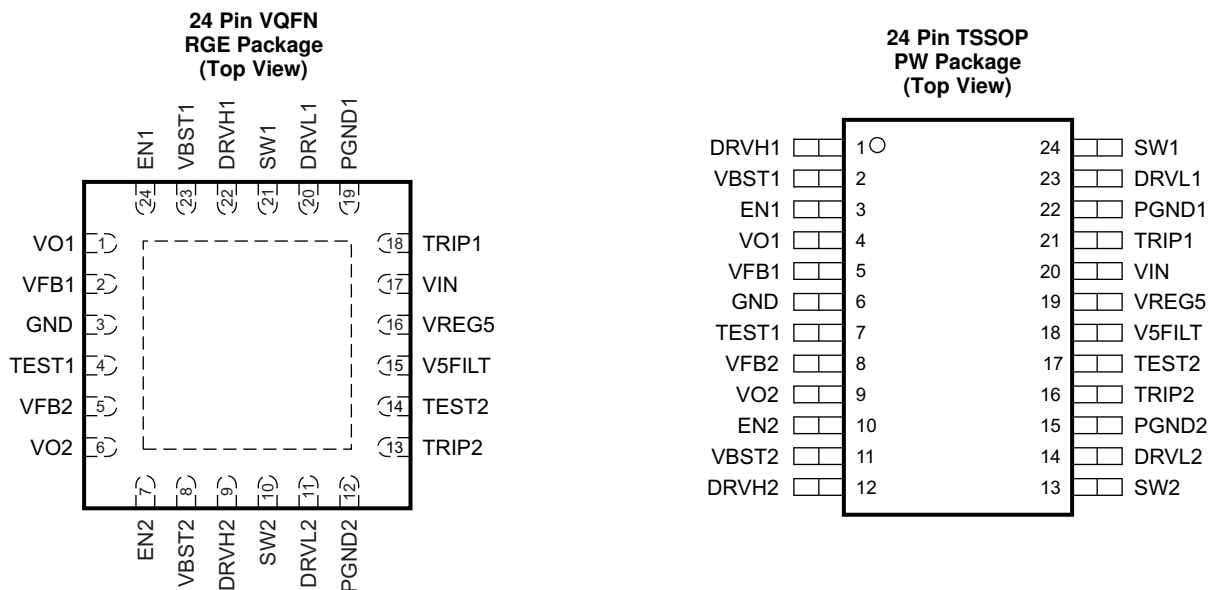 24 Pin VQFN
RGE Package
(Top View)
EN1
VBST1
DRVH1
SW1
DRVL1
PGND1
24
23
22
21
20
19
VO1 1
VFB1 2
GND 3
TEST1 4
VFB2 5
VO2 6
18 TRIP1
17 VIN
16 VREG5
15 V5FILT
14 TEST2
13 TRIP2
7
8
9
10
11
12
EN2
VBST2
DRVH2
SW2
DRVL2
PGND2
24 Pin TSSOP
PW Package
(Top View)
DRVH1 1 24 SW1
VBST1 2 23 DRVL1
EN1 3 22 PGND1
VO1 4 21 TRIP1
VFB1 5 20 VIN
GND 6 19 VREG5
TEST1 7 18 V5FILT
VFB2 8 17 TEST2
VO2 9 16 TRIP2
EN2 10 15 PGND2
VBST2 11 14 DRVL2
DRVH2 12 13 SW2